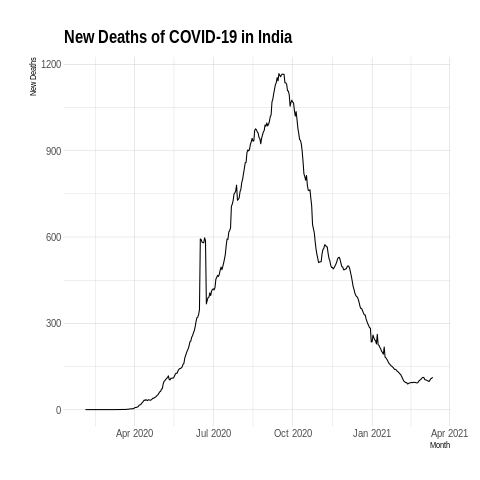 New Deaths of COVID-19 in India
New Deaths
1200
900
600
300
0
Apr 2020
Jul 2020
Oct 2020
Jan 2021
Apr 2021
Month